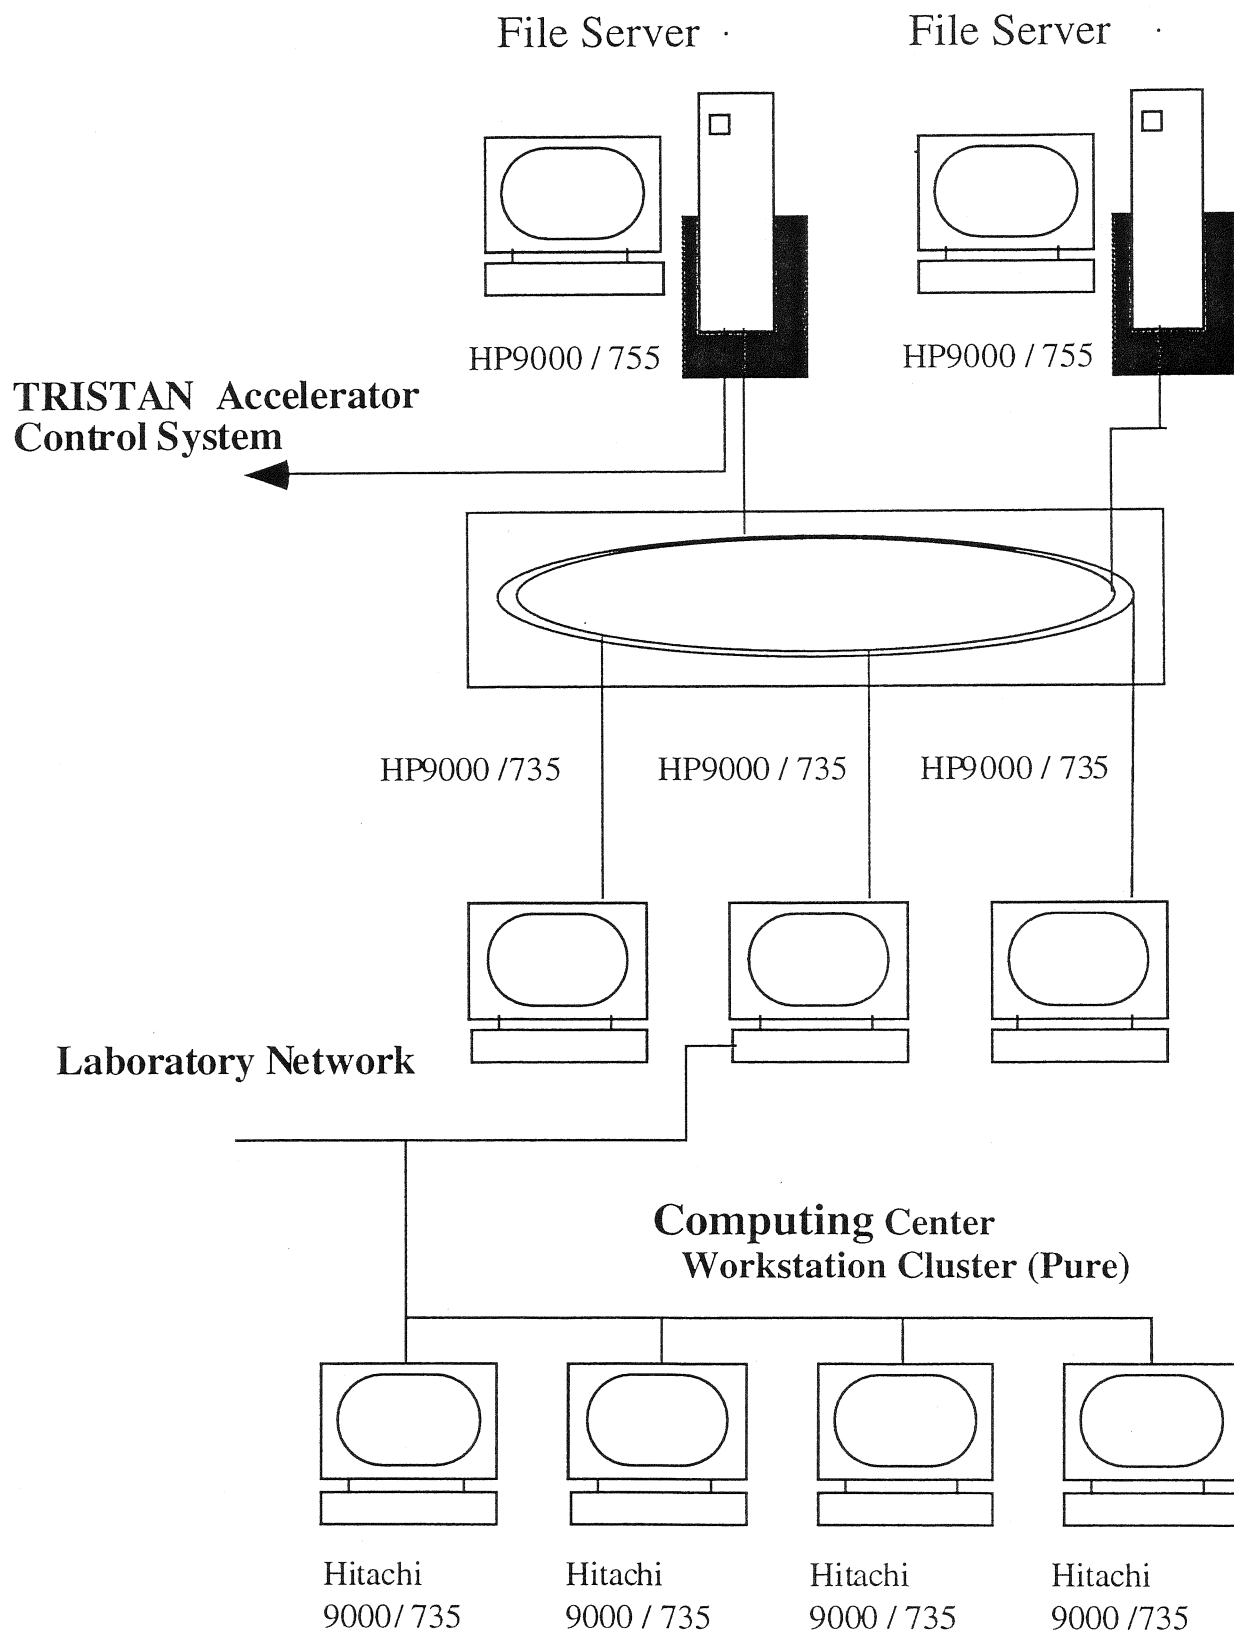 File Server
File Server
HP9000 / 755
HP9000 / 755
TRISTAN Accelerator
Control System
HP9000 /735
HP9000 / 735
HP9000 / 735
Laboratory Network
Computing Center
Workstation Cluster (Pure)
Hitachi
9000/ 735
Hitachi
9000 / 735
Hitachi
9000 / 735
Hitachi
9000 /735